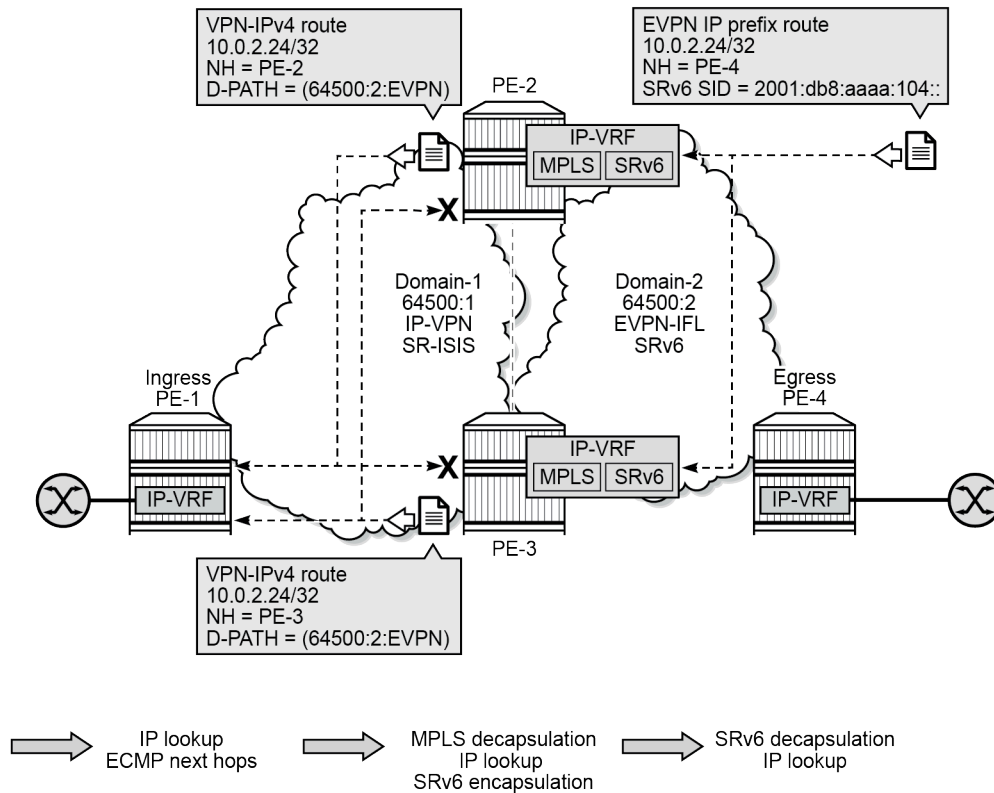 VPN-IPv4 route
10.0.2.24/32
NH = PE-2
D-PATH = (64500:2:EVPN)
EVPN IP prefix route
10.0.2.24/32
NH = PE-4
SRv6 SID = 2001:db8:aaaa:104::
PE-2
IP-VRF
MPLS
SRv6
X
Domain-1
64500:1
IP-VPN
SR-ISIS
Domain-2
64500:2
EVPN-IFL
SRv6
Ingress
PE-1
IP-VRF
X
IP-VRF
MPLS
SRv6
PE-3
Egress
PE-4
IP-VRF
VPN-IPv4 route
10.0.2.24/32
NH = PE-3
D-PATH = (64500:2:EVPN)
IP lookup
ECMP next hops
MPLS decapsulation
IP lookup
SRv6 encapsulation
SRv6 decapsulation
IP lookup